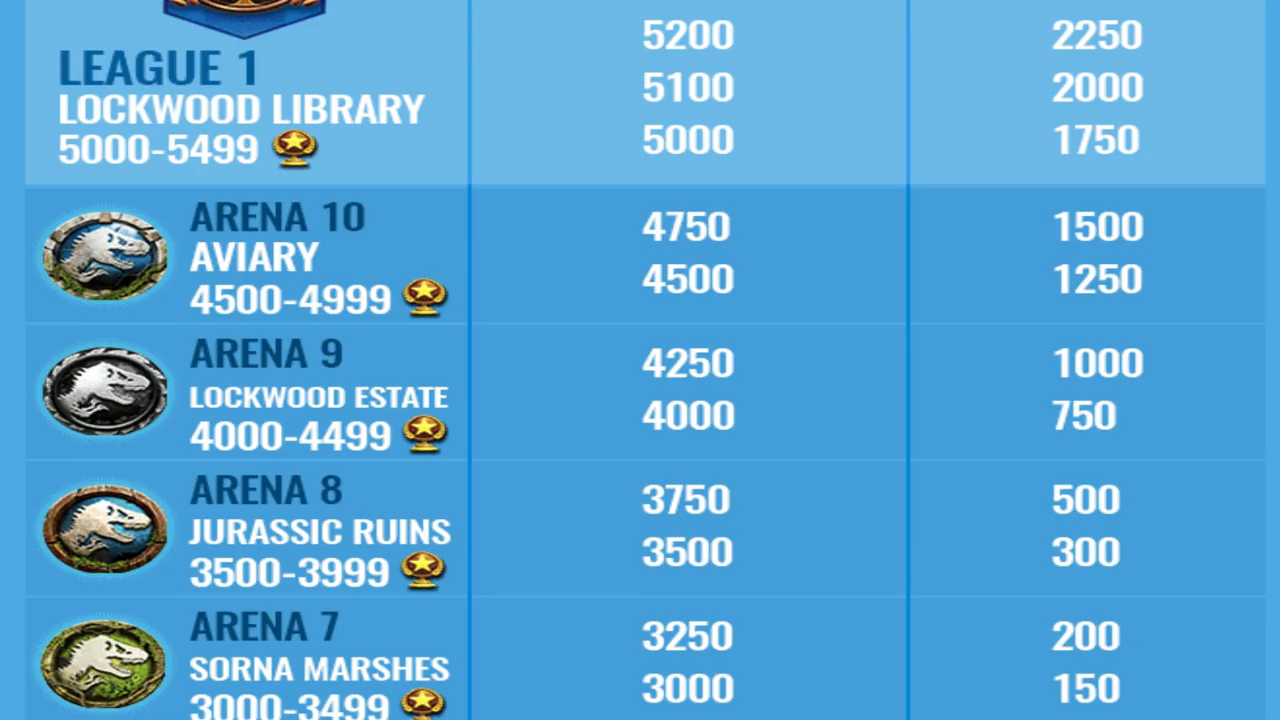 5200 2250
LEAGUE 1
5100 2000
LOCKWOOD LIBRARY
5000 1750
5000-5499
ARENA 10
4750 1500
AVIARY
4500 1250
4500-4999
ARENA 9
4250 1000
LOCKWOOD ESTATE
4000 750
4000-4499
ARENA 8
3750 500
JURASSIC RUINS
3500 300
3500-3999
ARENA 7
3250 200
SORNA MARSHES
3000 150
3000-3499